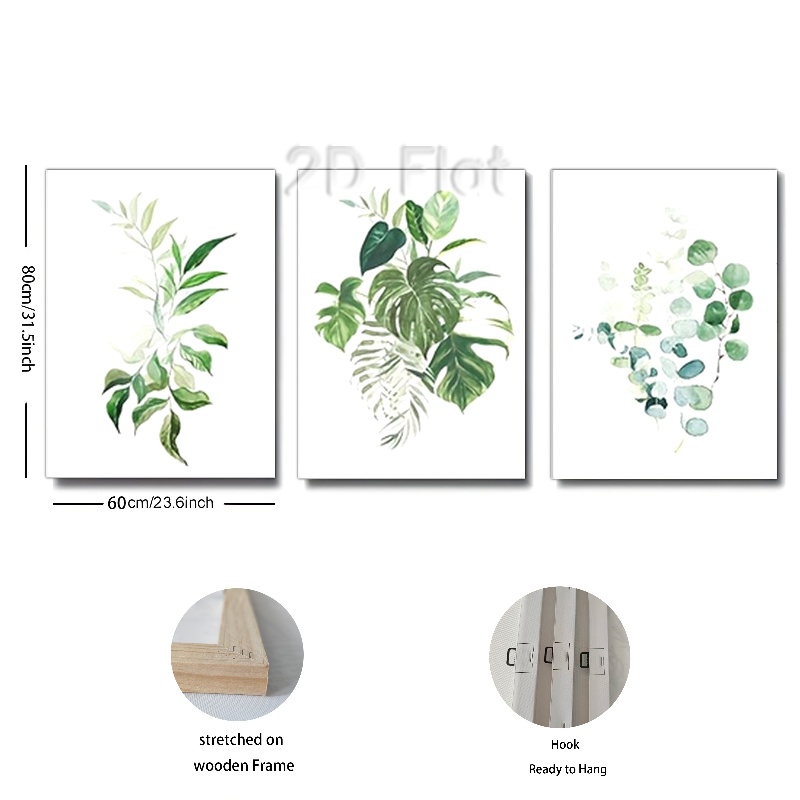 2D Flat
80cm/31.5inch
60cm/23.6inch
stretched on
wooden Frame
Hook
Ready to Hang